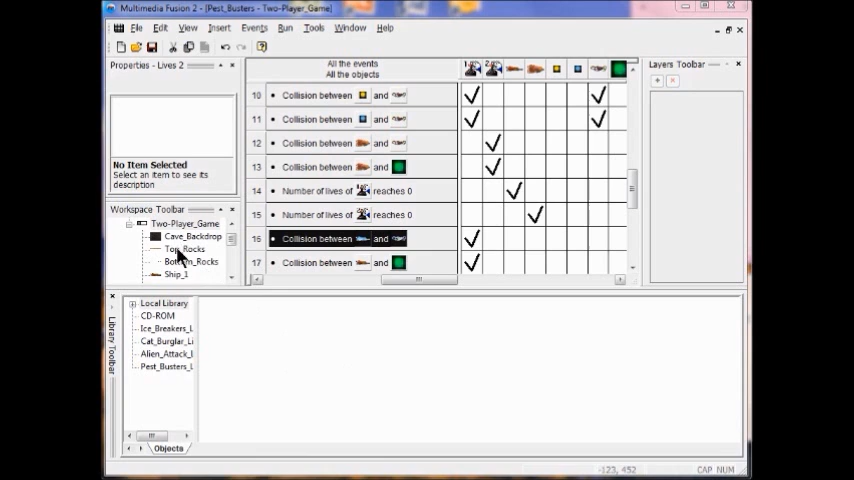 Multimedia Fusion 2 - [Pest_Busters - Two-Player_Game]
File Edit View Insert Events Run Tools Window Help
Properties - Lives 2
No Item Selected
Select an item to see its
description
Workspace Toolbar
Two-Player_Game
Cave_Backdrop
Top_Rocks
Bottom_Rocks
Ship_1
All the events
All the objects
10 • Collision between and
11 • Collision between and
12 • Collision between and
13 • Collision between and
14 • Number of lives of reaches 0
15 • Number of lives of reaches 0
16 • Collision between and
17 • Collision between and
Layers Toolbar
Library Toolbar
Local Library
CD-ROM
Ice_Breakers_L
Cat_Burglar_Li
Alien_Attack_L
Pest_Busters_L
Objects
-123, 452 CAP NUM